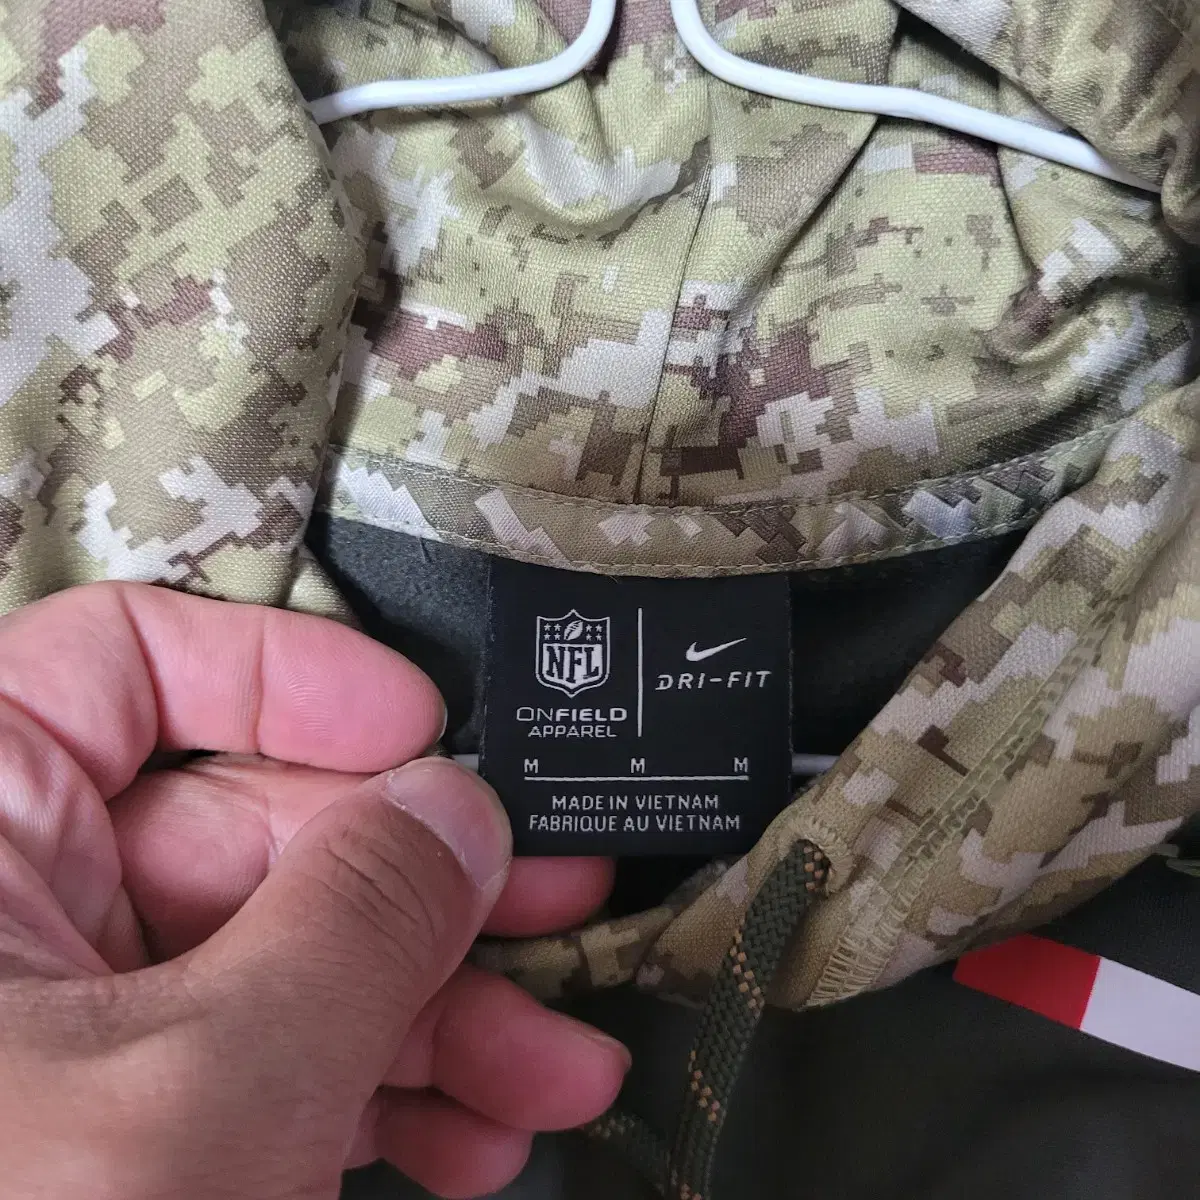 NFL
DRI-FIT
ONFIELD
APPAREL
M M M
MADE IN VIETNAM
FABRIQUE AU VIETNAM